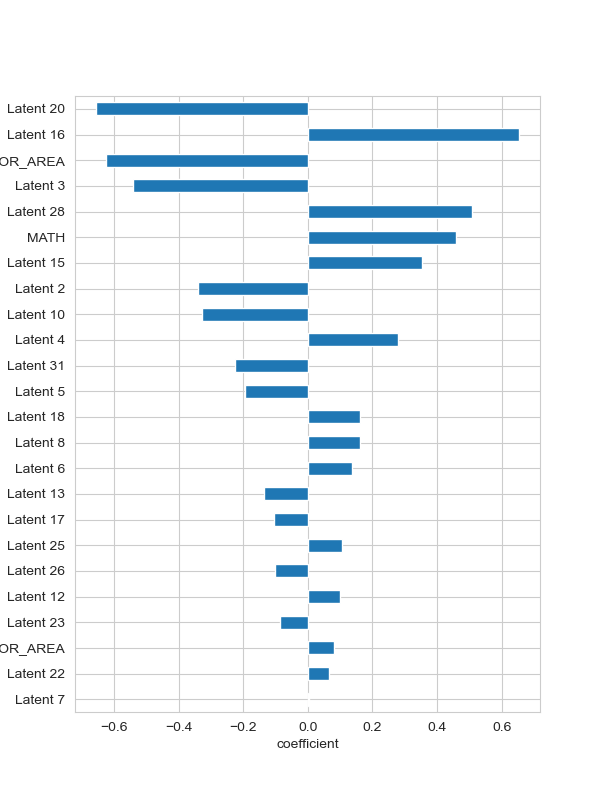 Latent 20
Latent 16
OR_AREA
Latent 3
Latent 28
MATH
Latent 15
Latent 2
Latent 10
Latent 4
Latent 31
Latent 5
Latent 18
Latent 8
Latent 6
Latent 13
Latent 17
Latent 25
Latent 26
Latent 12
Latent 23
OR_AREA
Latent 22
Latent 7
−0.6 −0.4 −0.2 0.0 0.2 0.4 0.6
coefficient